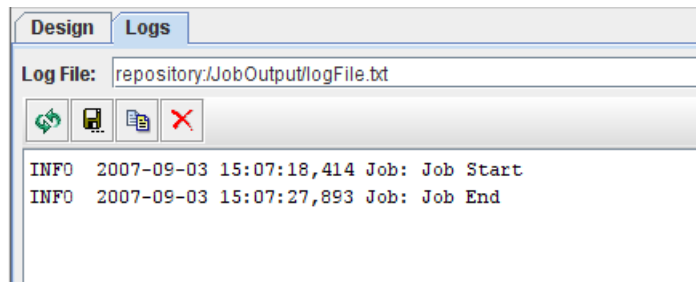 Design Logs
Log File: repository:/JobOutput/logFile.txt
INFO 2007-09-03 15:07:18,414 Job: Job Start
INFO 2007-09-03 15:07:27,893 Job: Job End